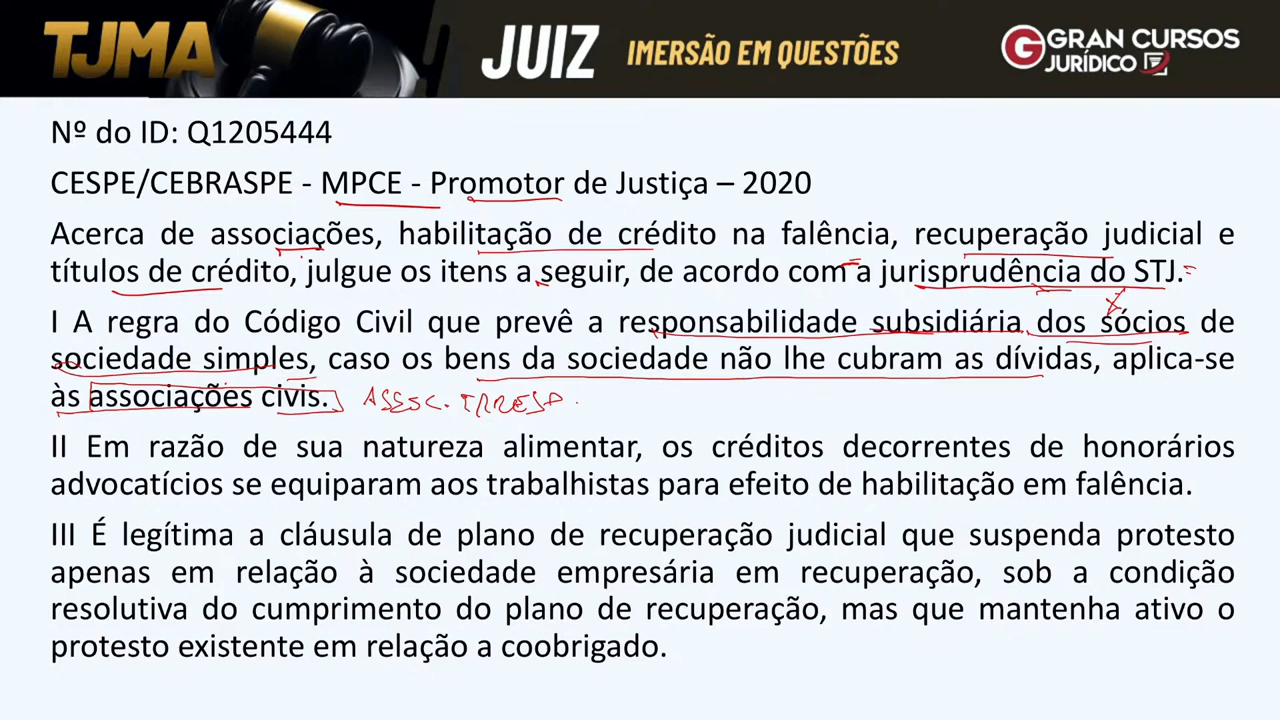 TJMA JUIZ IMERSÃO EM QUESTÕES GRAN CURSOS JURÍDICO
Nº do ID: Q1205444
CESPE/CEBRASPE - MPCE - Promotor de Justiça – 2020
Acerca de associações, habilitação de crédito na falência, recuperação judicial e
títulos de crédito, julgue os itens a seguir, de acordo com a jurisprudência do STJ.
I A regra do Código Civil que prevê a responsabilidade subsidiária dos sócios de
sociedade simples, caso os bens da sociedade não lhe cubram as dívidas, aplica-se
às associações civis. ASSOC.
II Em razão de sua natureza alimentar, os créditos decorrentes de honorários
advocatícios se equiparam aos trabalhistas para efeito de habilitação em falência.
III É legítima a cláusula de plano de recuperação judicial que suspenda protesto
apenas em relação à sociedade empresária em recuperação, sob a condição
resolutiva do cumprimento do plano de recuperação, mas que mantenha ativo o
protesto existente em relação a coobrigado.